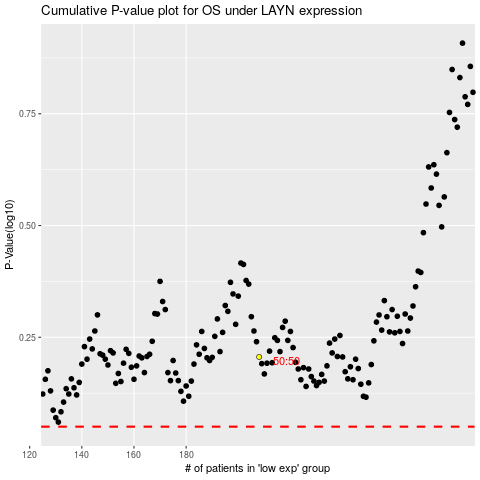 Cumulative P-value plot for OS under LAYN expression
P-Value(log10)
0.75
0.50
0.25
50:50
120 140 160 180
# of patients in 'low exp' group